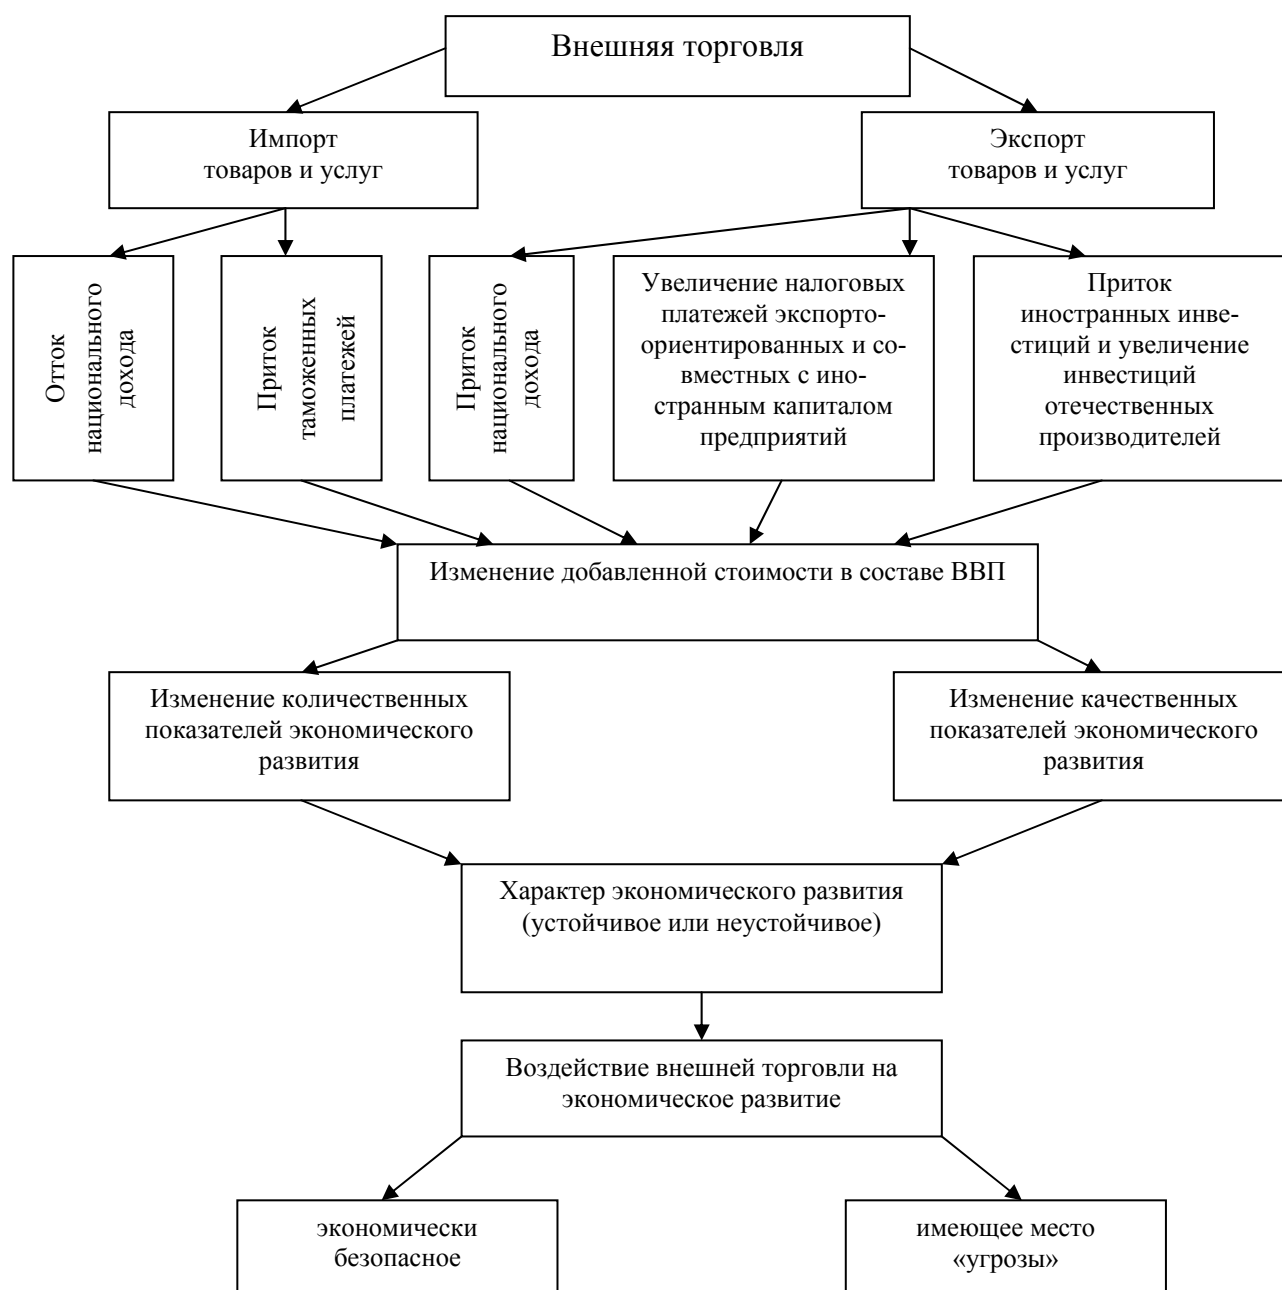 Внешняя торговля
Импорт
товаров и услуг
Экспорт
товаров и услуг
Отток
национального
дохода
Приток
таможенных
платежей
Приток
национального
дохода
Увеличение налоговых
платежей экспорто-
ориентированных и со-
вместных с ино-
странным капиталом
предприятий
Приток
иностранных инве-
стиций и увеличение
инвестиций
отечественных
производителей
Изменение добавленной стоимости в составе ВВП
Изменение количественных
показателей экономического
развития
Изменение качественных
показателей экономического
развития
Характер экономического развития
(устойчивое или неустойчивое)
Воздействие внешней торговли на
экономическое развитие
экономически
безопасное
имеющее место
«угрозы»